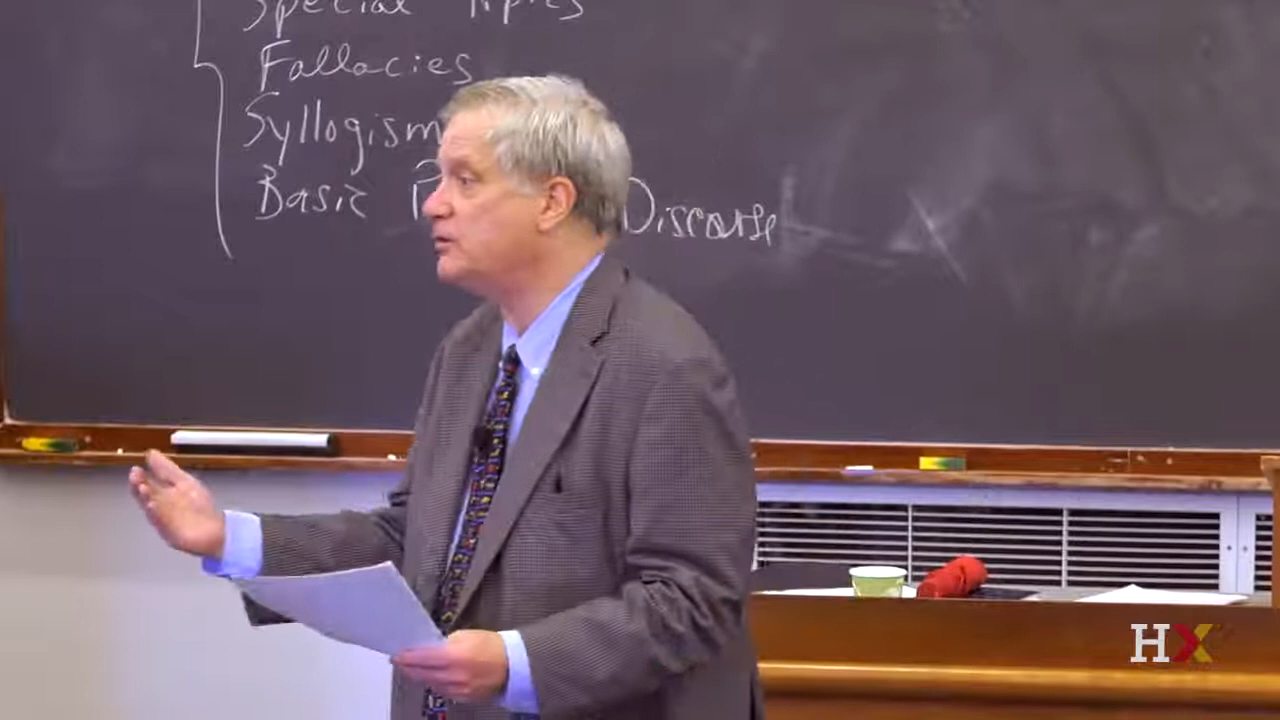 Special Topics
Fallacies
Syllogism
Basic Discourse
HX